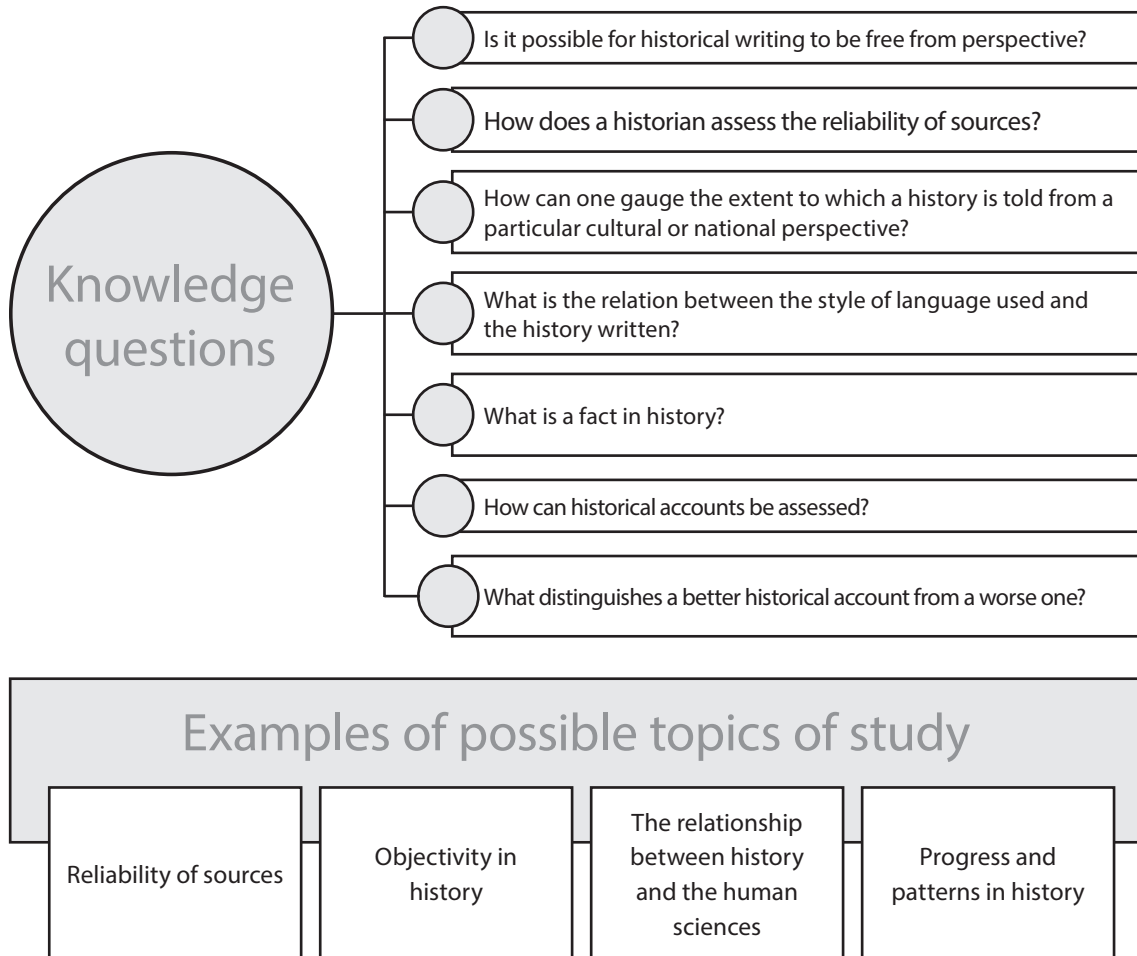 Knowledge
questions
Is it possible for historical writing to be free from perspective?
How does a historian assess the reliability of sources?
How can one gauge the extent to which a history is told from a
particular cultural or national perspective?
What is the relation between the style of language used and
the history written?
What is a fact in history?
How can historical accounts be assessed?
What distinguishes a better historical account from a worse one?
Examples of possible topics of study
Reliability of sources
Objectivity in
history
The relationship
between history
and the human
sciences
Progress and
patterns in history